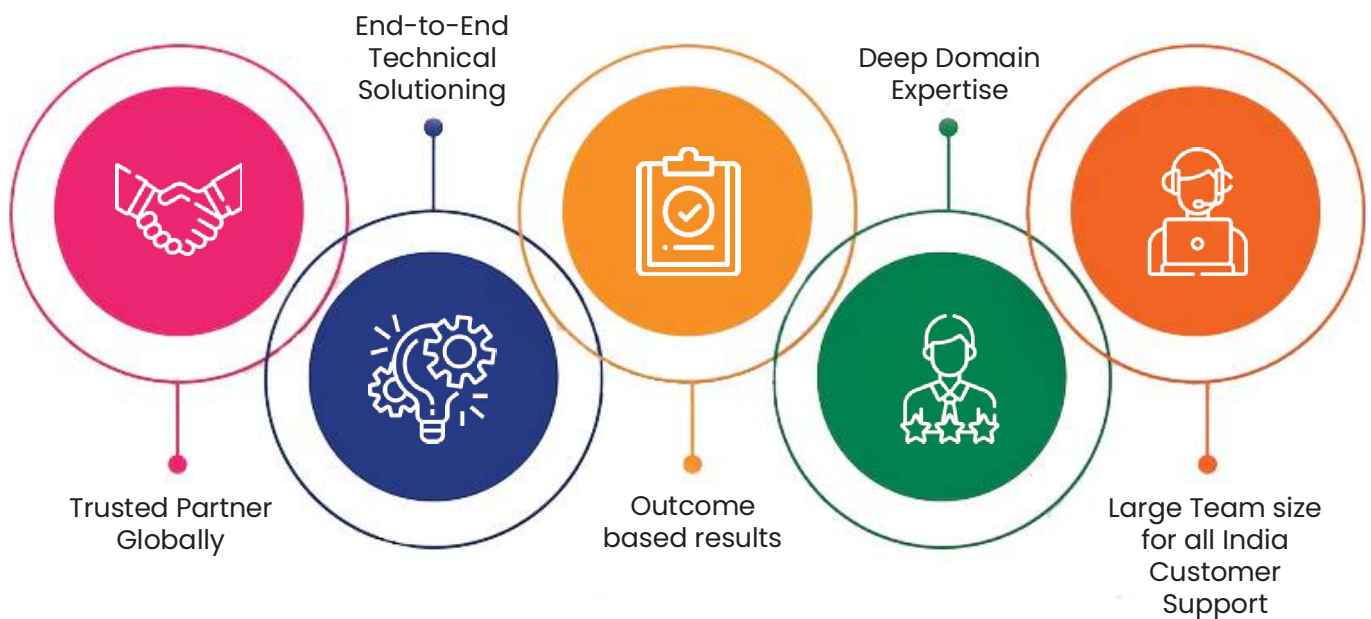 Trusted Partner
Globally
End-to-End
Technical
Solutioning
Outcome
based results
Deep Domain
Expertise
Large Team size
for all India
Customer
Support